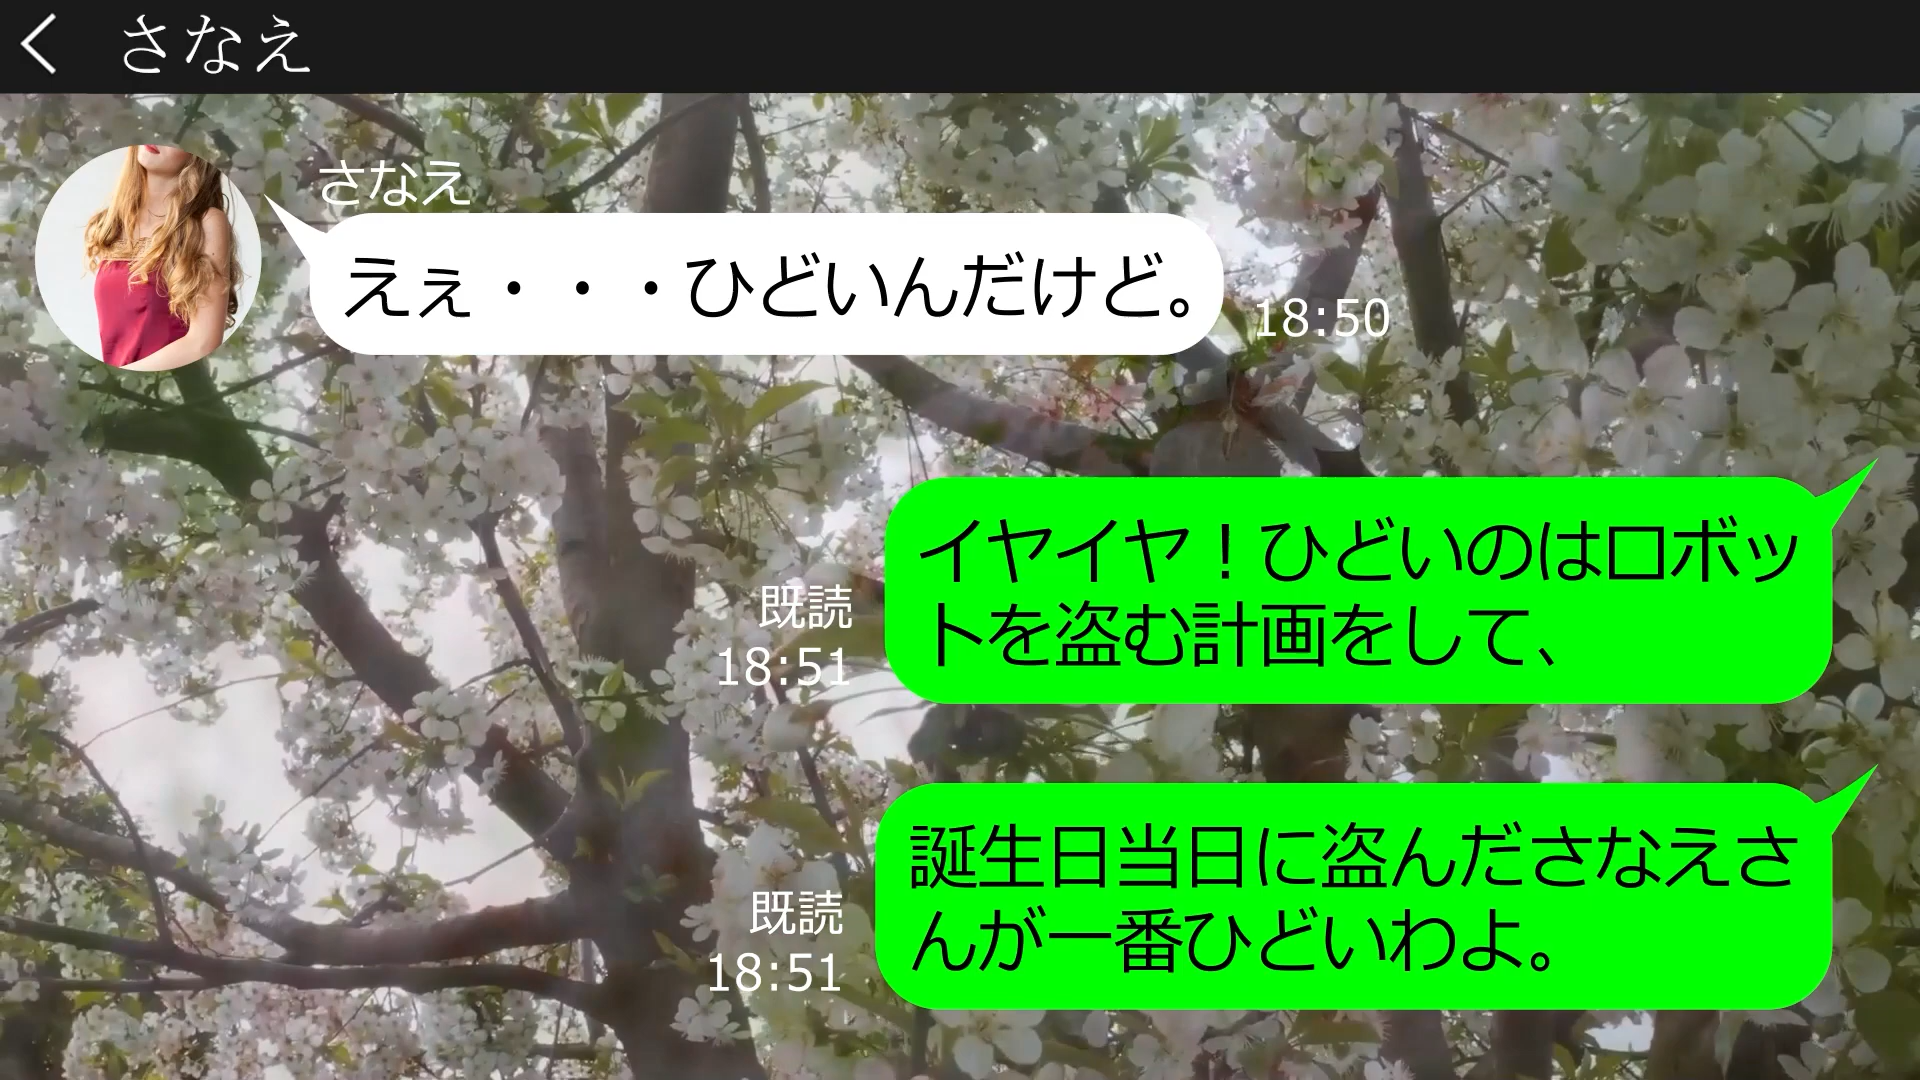 さなえ
さなえ
えぇ・・・ひどいんだけど。
18:50
イヤイヤ！ひどいのはロボッ
トを盗む計画をして、
既読
18:51
誕生日当日に盗んださなえさ
んが一番ひどいわよ。
既読
18:51